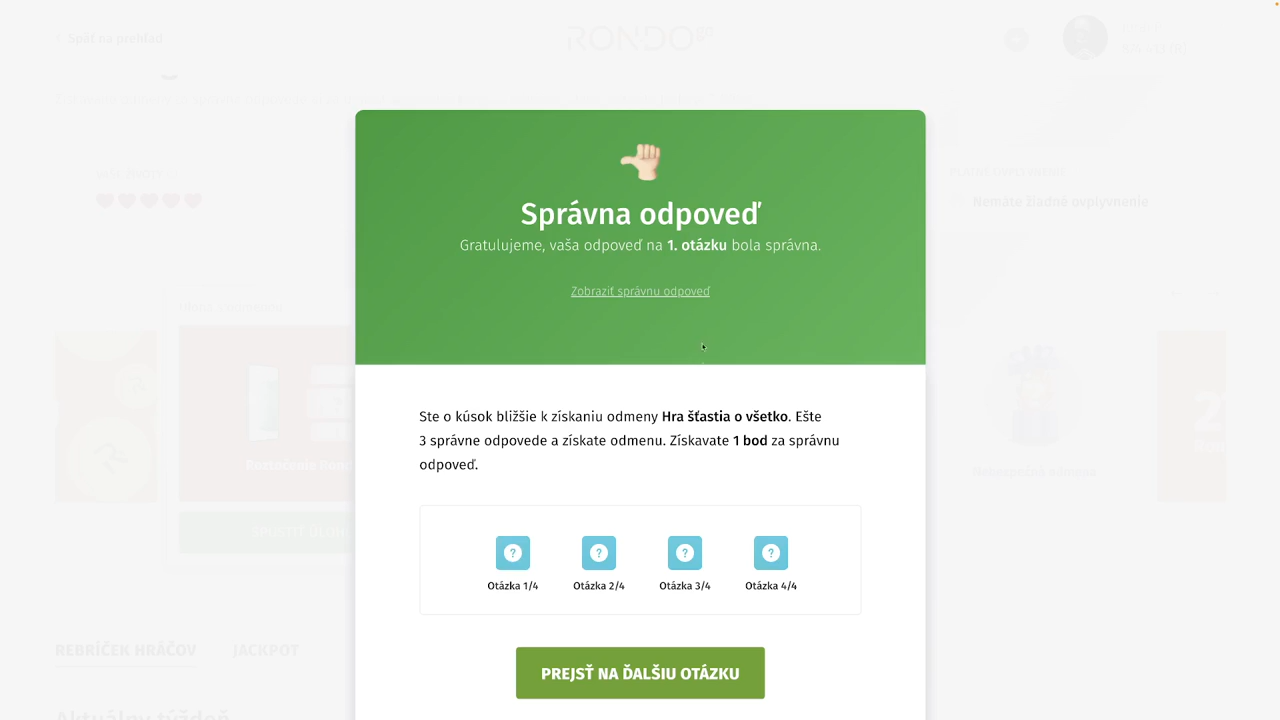 Späť na prehľad
RONDO
Správna odpoveď
Gratulujeme, vaša odpoveď na 1. otázku bola správna.
Zobraziť správnu odpoveď
Nemáte žiadné ovplyvnenie
Ste o kúsok bližšie k získaniu odmeny Hra šťastia o všetko. Ešte
3 správne odpovede a získate odmenu. Získavate 1 bod za správnu
odpoveď.
? ? ? ?
Otázka 1/4 Otázka 2/4 Otázka 3/4 Otázka 4/4
PREJSŤ NA ĎALŠIU OTÁZKU
REBRÍČEK HRÁČOV JACKPOT
Aktuálny týždeň